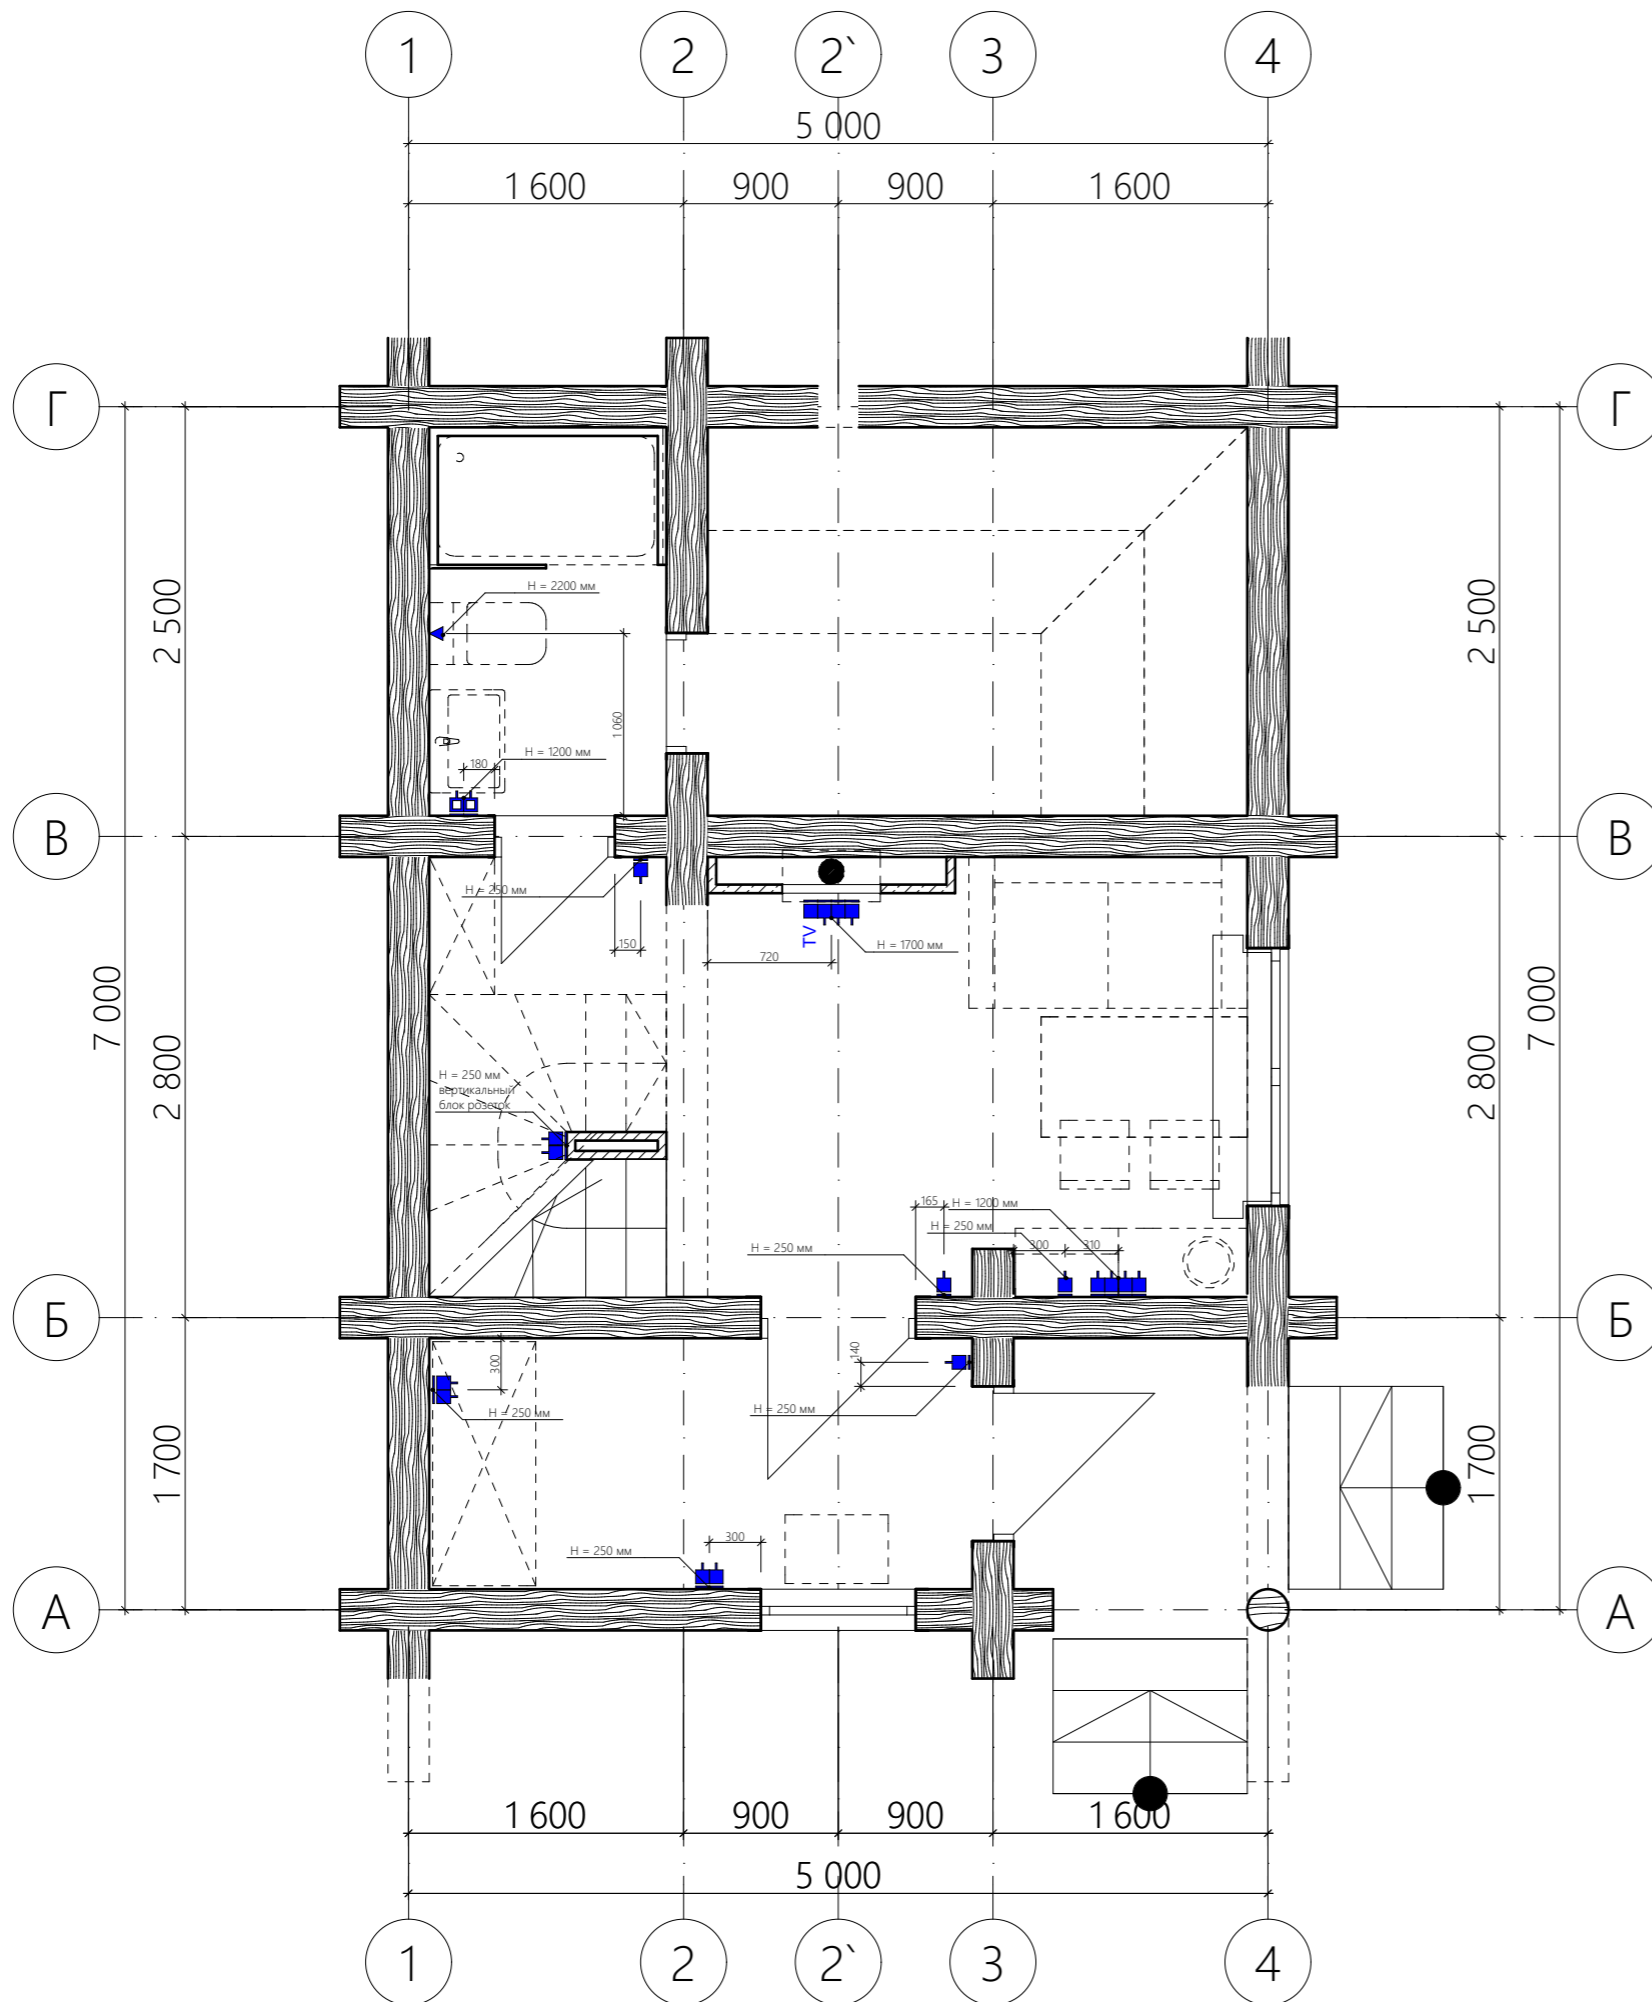 1 2 2` 3 4
5 000
1 600 900 900 1 600
Г Г
2 500 2 500
H = 2200 мм
1 060
H = 1200 мм
180
В В
H = 250 мм
150
TV
H = 1700 мм
720
7 000 7 000
2 800 2 800
H = 250 мм
вертикальный
блок розеток
165
H = 1200 мм
H = 250 мм
300 310
H = 250 мм
Б Б
300
140
H = 250 мм
H = 250 мм
1 700 1 700
300
H = 250 мм
А А
1 600 900 900 1 600
5 000
1 2 2` 3 4